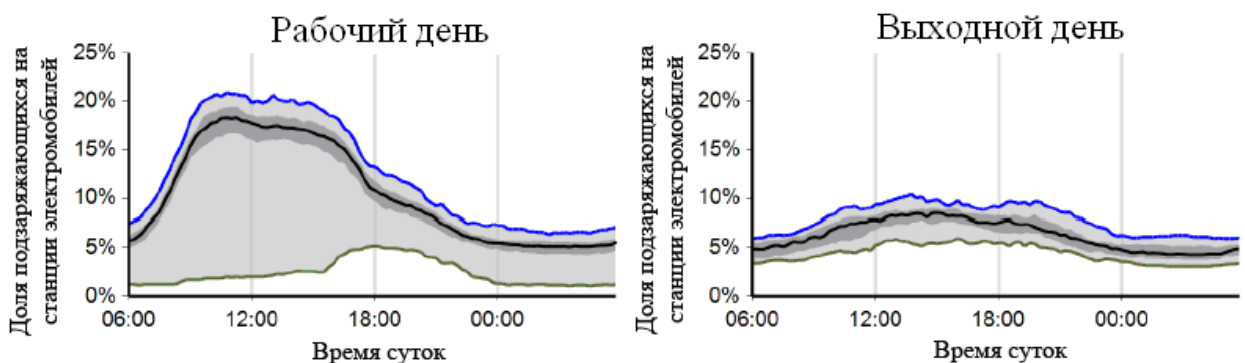 Рабочий день
Доля подзаряжающихся на
станции электромобилей
25%
20%
15%
10%
5%
0%
06:00 12:00 18:00 00:00
Время суток
Выходной день
Доля подзаряжающихся на
станции электромобилей
25%
20%
15%
10%
5%
0%
06:00 12:00 18:00 00:00
Время суток